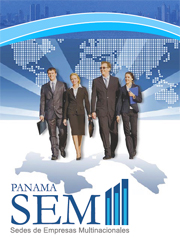 PANAMA
SEM
Sedes de Empresas Multinacionales